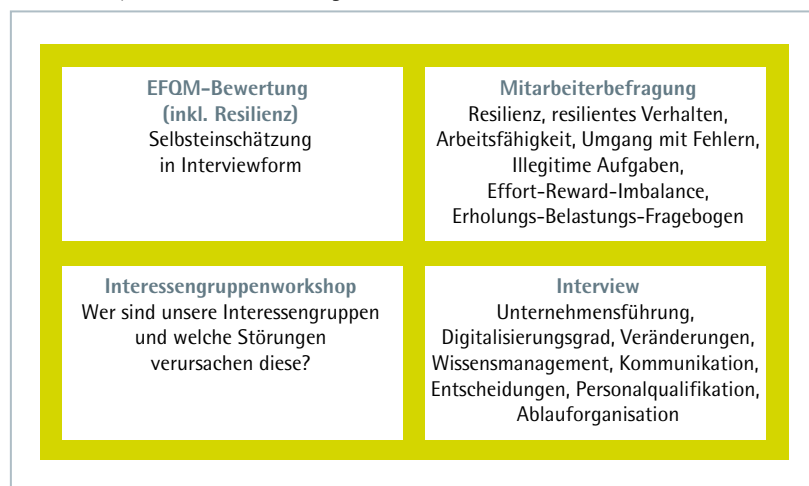 EFQM-Bewertung
(inkl. Resilienz)
Selbsteinschätzung
in Interviewform
Mitarbeiterbefragung
Resilienz, resilientes Verhalten,
Arbeitsfähigkeit, Umgang mit Fehlern,
Illegitime Aufgaben,
Effort-Reward-Imbalance,
Erholungs-Belastungs-Fragebogen
Interessengruppenworkshop
Wer sind unsere Interessengruppen
und welche Störungen
verursachen diese?
Interview
Unternehmensführung,
Digitalisierungsgrad, Veränderungen,
Wissensmanagement, Kommunikation,
Entscheidungen, Personalqualifikation,
Ablauforganisation